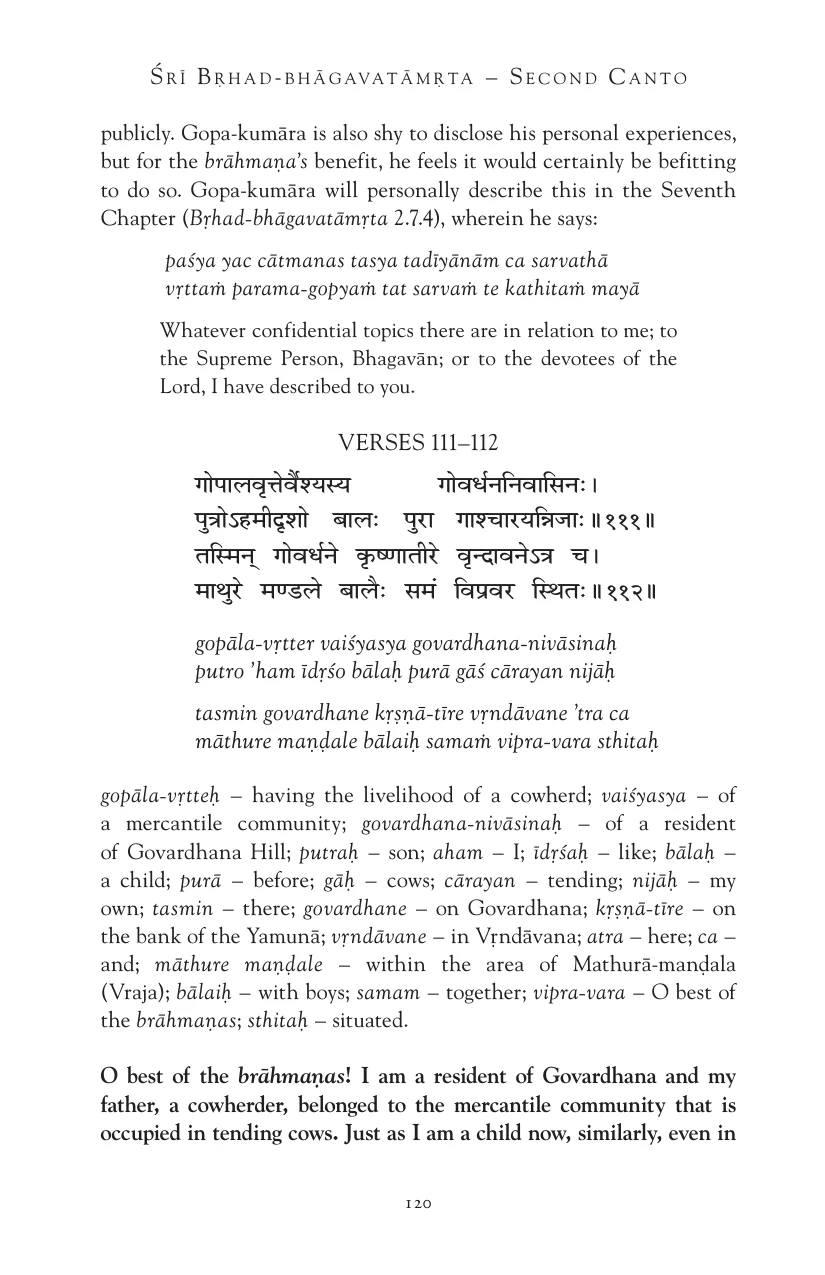 Śrī Bṛhad-bhāgavatāmṛta – Second Canto
publicly. Gopa-kumāra is also shy to disclose his personal experiences,
but for the brāhmaṇa’s benefit, he feels it would certainly be befitting
to do so. Gopa-kumāra will personally describe this in the Seventh
Chapter (Bṛhad-bhāgavatāmṛta 2.7.4), wherein he says:
paśya yac cātmanas tasya tadīyānām ca sarvathā
vṛttaṁ parama-gopyaṁ tat sarvaṁ te kathitaṁ mayā
Whatever confidential topics there are in relation to me; to
the Supreme Person, Bhagavān; or to the devotees of the
Lord, I have described to you.
VERSES 111–112
गोपालवृत्तेर्वैश्यस्य गोवर्धननिवासिनः।
पुत्रोऽहमीदृशो बालः पुरा गाश्चारयन्निजाः॥१११॥
तस्मिन् गोवर्धने कृष्णातीरे वृन्दावनेऽत्र च।
माथुरे मण्डले बालैः समं विप्रवर स्थितः॥११२॥
gopāla-vṛtter vaiśyasya govardhana-nivāsinaḥ
putro ’ham īdṛśo bālaḥ purā gāś cārayan nijāḥ
tasmin govardhane kṛṣṇā-tīre vṛndāvane ’tra ca
māthure maṇḍale bālaiḥ samaṁ vipra-vara sthitaḥ
gopāla-vṛtteḥ – having the livelihood of a cowherd; vaiśyasya – of
a mercantile community; govardhana-nivāsinaḥ – of a resident
of Govardhana Hill; putraḥ – son; aham – I; īdṛśaḥ – like; bālaḥ –
a child; purā – before; gāḥ – cows; cārayan – tending; nijāḥ – my
own; tasmin – there; govardhane – on Govardhana; kṛṣṇā-tīre – on
the bank of the Yamunā; vṛndāvane – in Vṛndāvana; atra – here; ca –
and; māthure maṇḍale – within the area of Mathurā-maṇḍala
(Vraja); bālaiḥ – with boys; samam – together; vipra-vara – O best of
the brāhmaṇas; sthitaḥ – situated.
O best of the brāhmaṇas! I am a resident of Govardhana and my
father, a cowherder, belonged to the mercantile community that is
occupied in tending cows. Just as I am a child now, similarly, even in
120